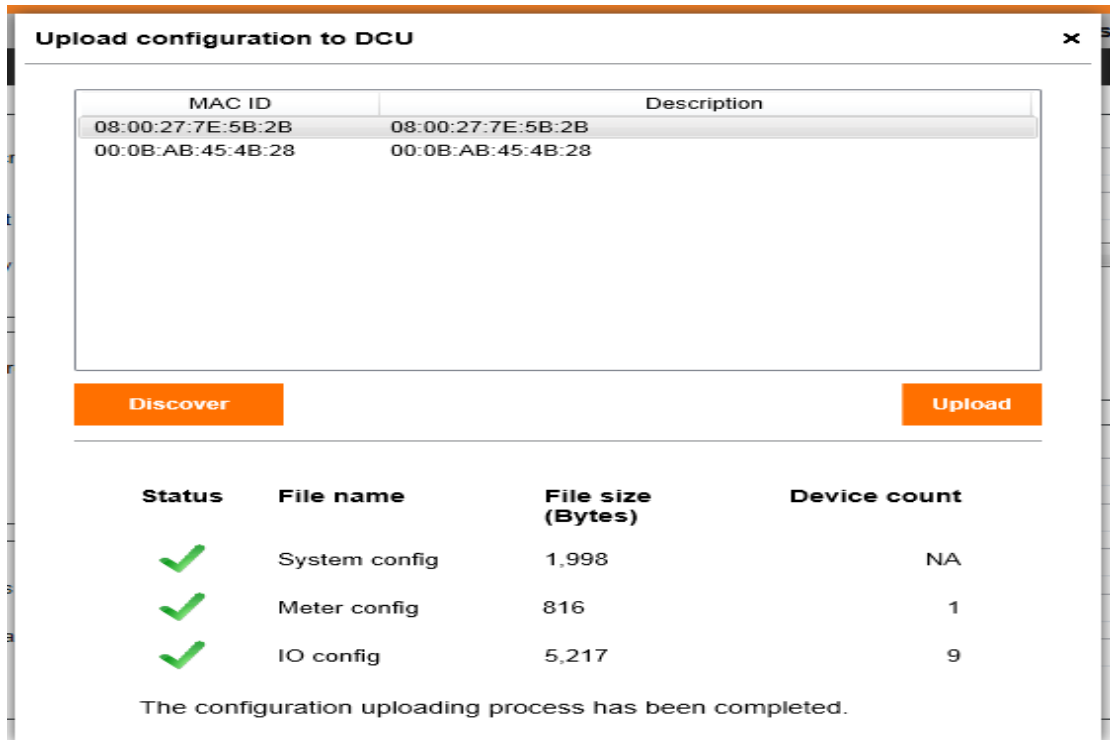 Upload configuration to DCU ×
MAC ID Description
08:00:27:7E:5B:2B 08:00:27:7E:5B:2B
00:0B:AB:45:4B:28 00:0B:AB:45:4B:28
Discover Upload
Status File name File size (Bytes) Device count
System config 1,998 NA
Meter config 816 1
IO config 5,217 9
The configuration uploading process has been completed.